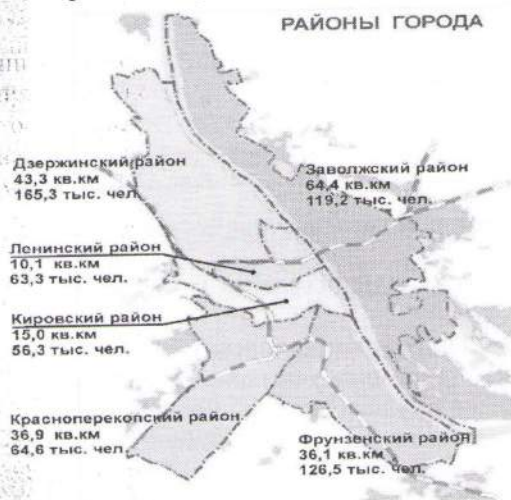 РАЙОНЫ ГОРОДА
Дзержинский район
43,3 кв.км
165,3 тыс. чел.
Заволжский район
64,4 кв.км
119,2 тыс. чел.
Ленинский район
10,1 кв.км
63,3 тыс. чел.
Кировский район
15,0 кв.км
56,3 тыс. чел.
Красноперекопский район
36,9 кв.км
64,6 тыс. чел.
Фрунзенский район
36,1 кв.км
126,5 тыс. чел.